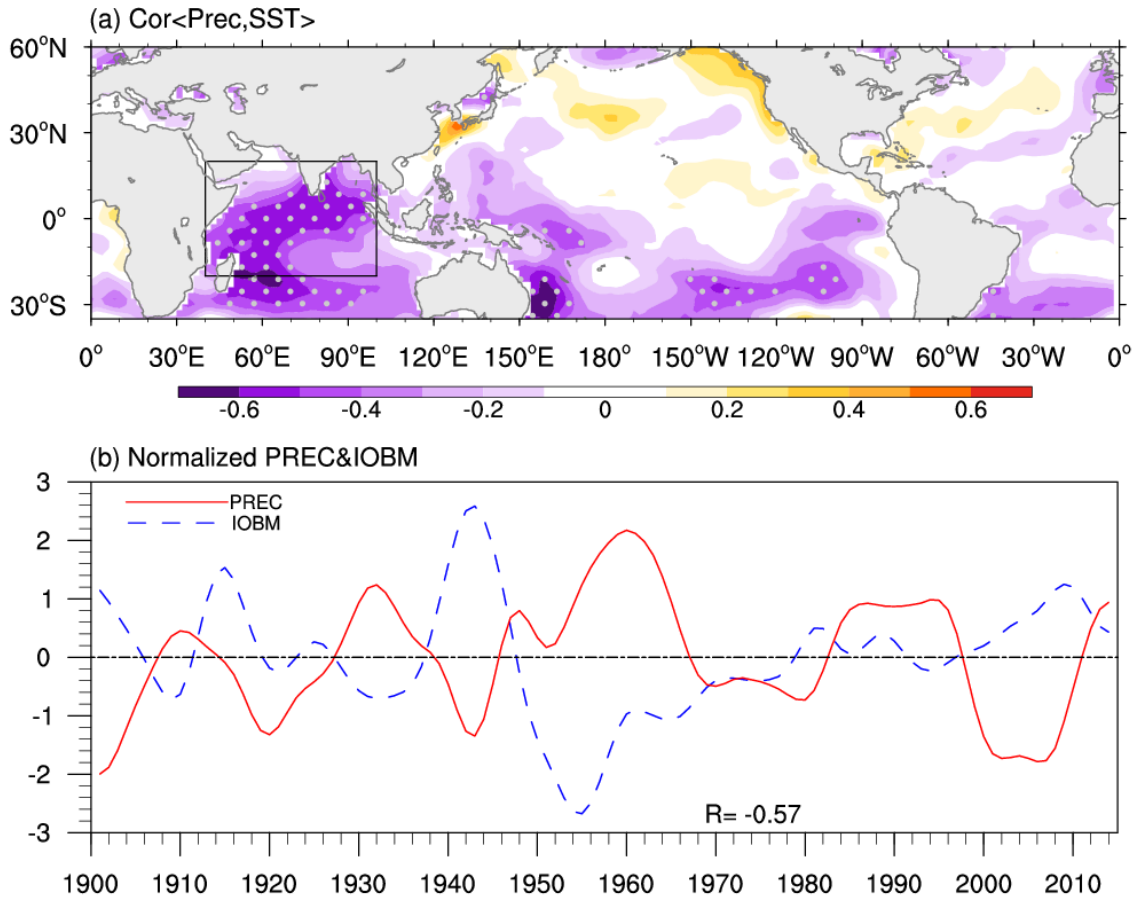 (a) Cor<Prec,SST>
60°N
30°N
0°
30°S
0° 30°E 60°E 90°E 120°E 150°E 180° 150°W 120°W 90°W 60°W 30°W 0°
-0.6 -0.4 -0.2 0 0.2 0.4 0.6
(b) Normalized PREC&IOBM
3
PREC
IOBM
2
1
0
-1
-2
R= -0.57
-3
1900 1910 1920 1930 1940 1950 1960 1970 1980 1990 2000 2010